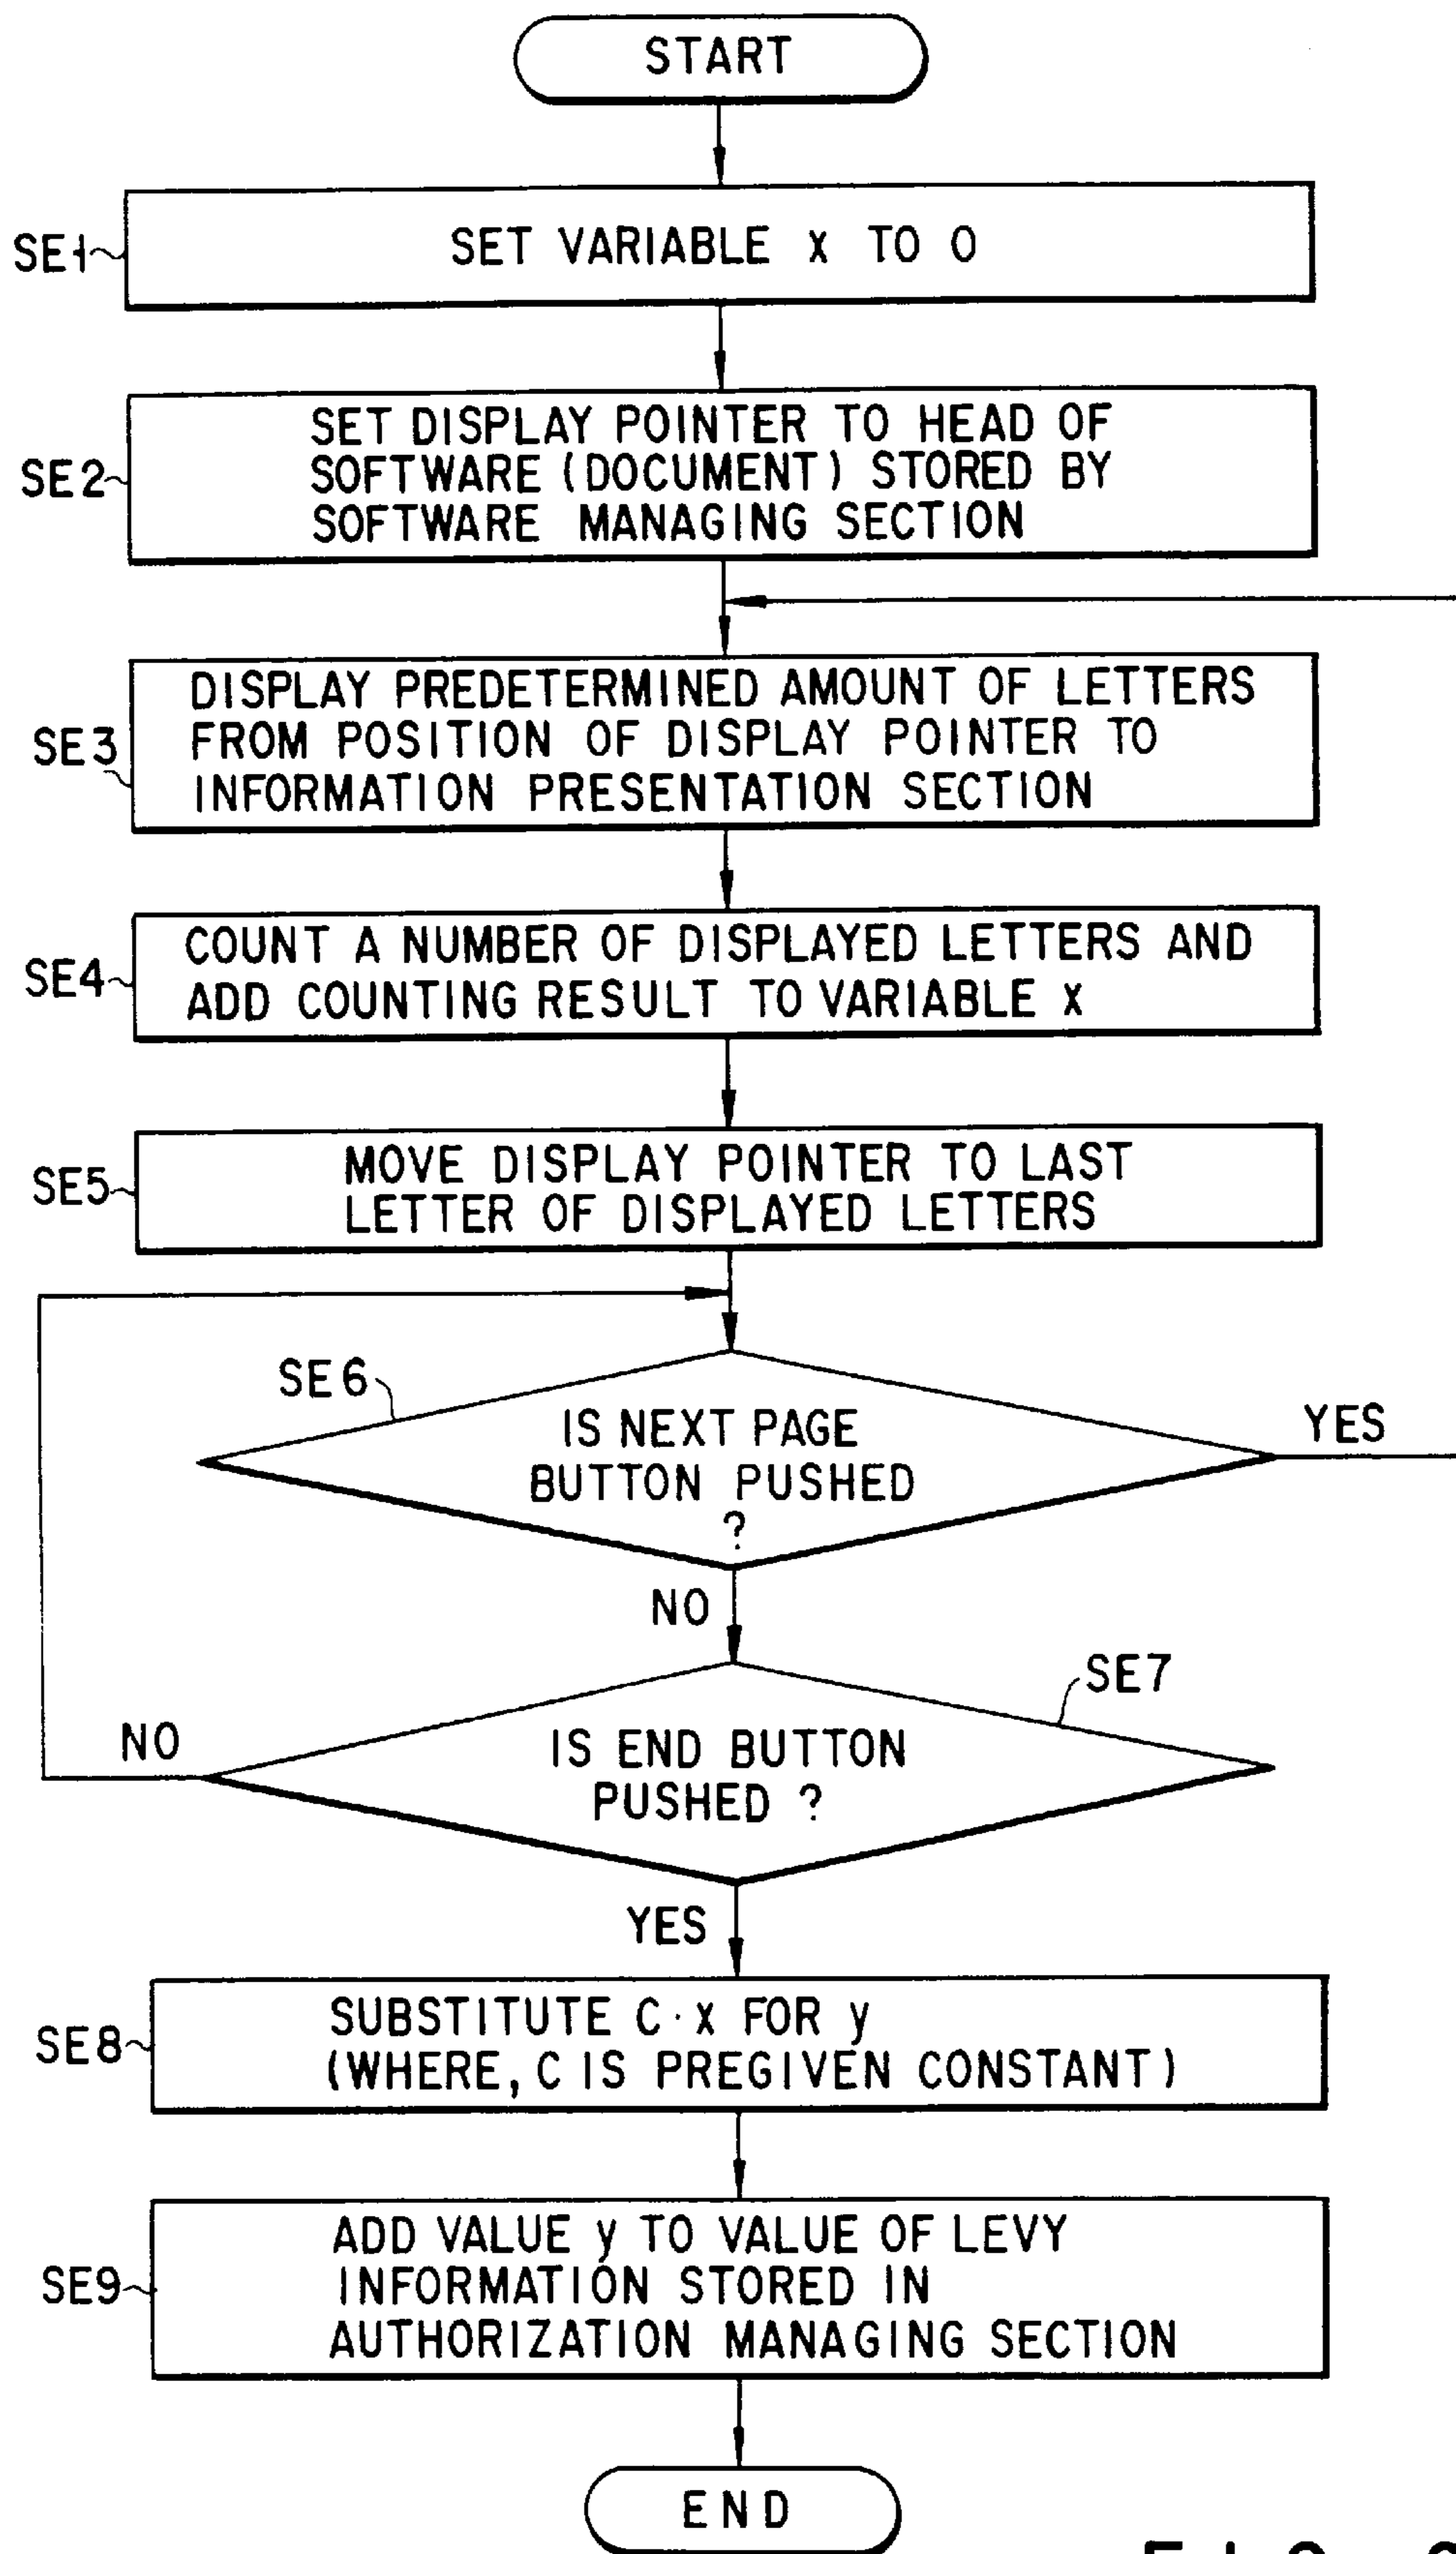 START
SE1
SET VARIABLE x TO 0
SE2
SET DISPLAY POINTER TO HEAD OF
SOFTWARE (DOCUMENT) STORED BY
SOFTWARE MANAGING SECTION
SE3
DISPLAY PREDETERMINED AMOUNT OF LETTERS
FROM POSITION OF DISPLAY POINTER TO
INFORMATION PRESENTATION SECTION
SE4
COUNT A NUMBER OF DISPLAYED LETTERS AND
ADD COUNTING RESULT TO VARIABLE x
SE5
MOVE DISPLAY POINTER TO LAST
LETTER OF DISPLAYED LETTERS
SE6
IS NEXT PAGE
BUTTON PUSHED
?
YES
NO
SE7
IS END BUTTON
PUSHED ?
NO
YES
SE8
SUBSTITUTE C·x FOR y
(WHERE, C IS PREGIVEN CONSTANT)
SE9
ADD VALUE y TO VALUE OF LEVY
INFORMATION STORED IN
AUTHORIZATION MANAGING SECTION
END